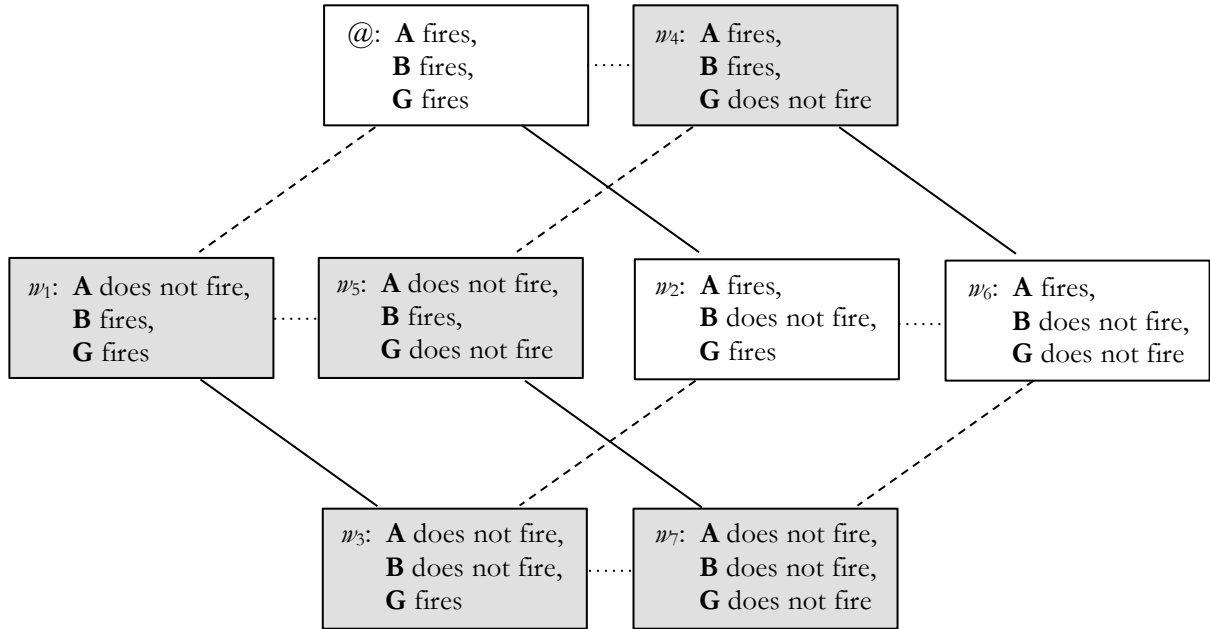 @: A fires,
B fires,
G fires
w4: A fires,
B fires,
G does not fire
w1: A does not fire,
B fires,
G fires
w5: A does not fire,
B fires,
G does not fire
w2: A fires,
B does not fire,
G fires
w6: A fires,
B does not fire,
G does not fire
w3: A does not fire,
B does not fire,
G fires
w7: A does not fire,
B does not fire,
G does not fire